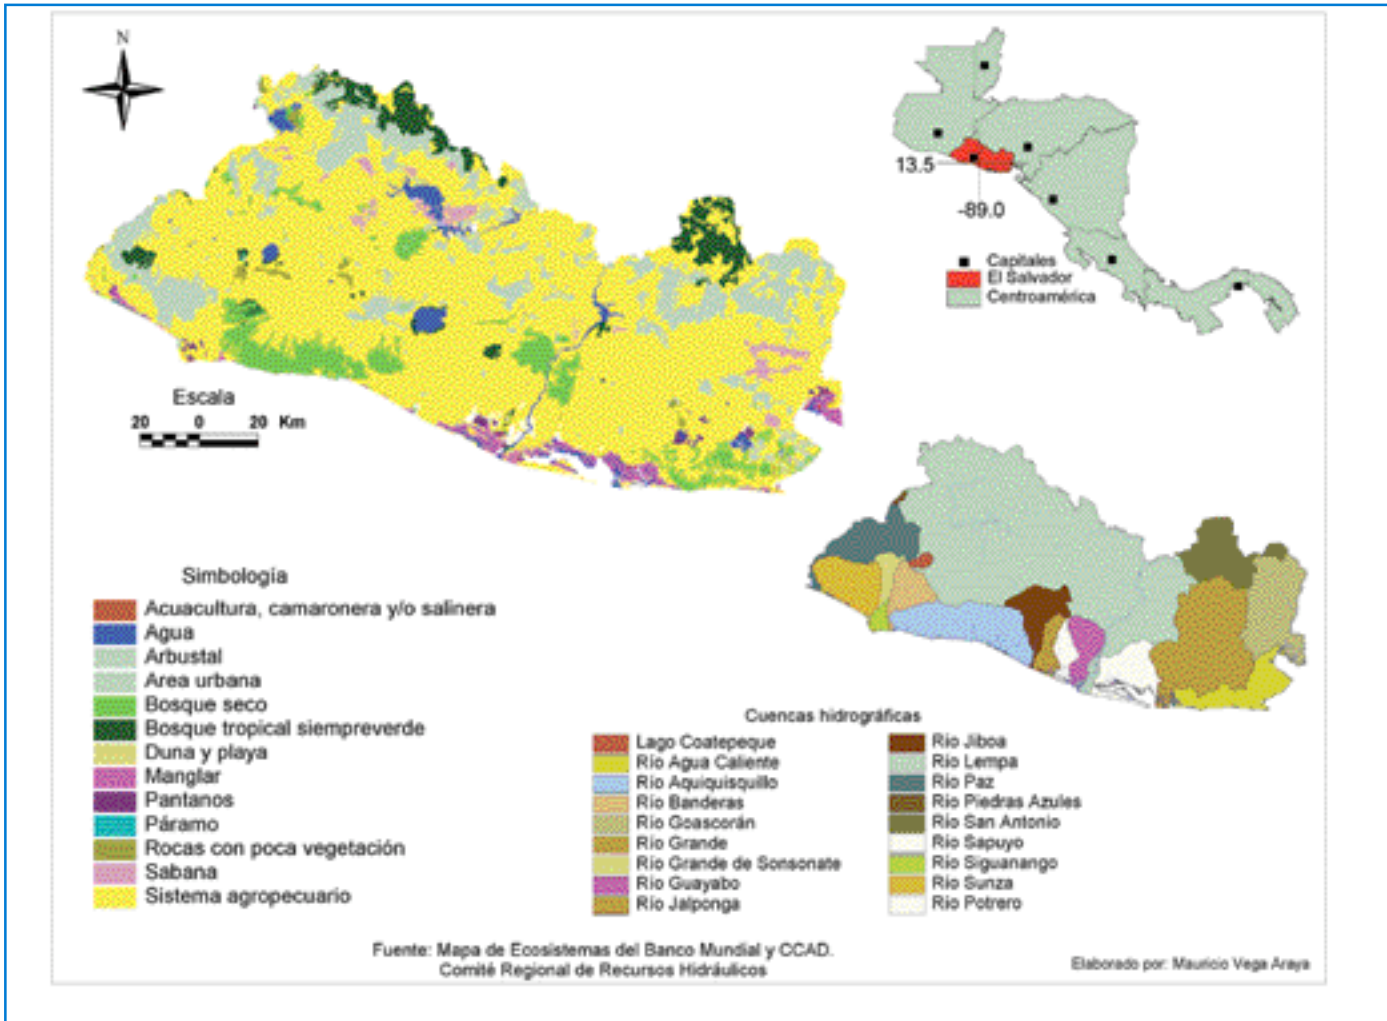 N
13.5
-89.0
Capitales
El Salvador
Centroamérica
Escala
20 0 20 Km
Simbología
Acuacultura, camaronera y/o salinera
Agua
Arbustal
Area urbana
Bosque seco
Bosque tropical siempreverde
Duna y playa
Manglar
Pantanos
Páramo
Rocas con poca vegetación
Sabana
Sistema agropecuario
Cuencas hidrográficas
Lago Coatepeque
Río Agua Caliente
Río Aquiquisquillo
Río Banderas
Río Goascorán
Río Grande
Río Grande de Sonsonate
Río Guayabo
Río Jalponga
Río Jiboa
Río Lempa
Río Paz
Río Piedras Azules
Río San Antonio
Río Sapuyo
Río Siguanango
Río Sunza
Río Potrero
Fuente: Mapa de Ecosistemas del Banco Mundial y CCAD.
Comité Regional de Recursos Hidráulicos
Elaborado por: Mauricio Vega Araya